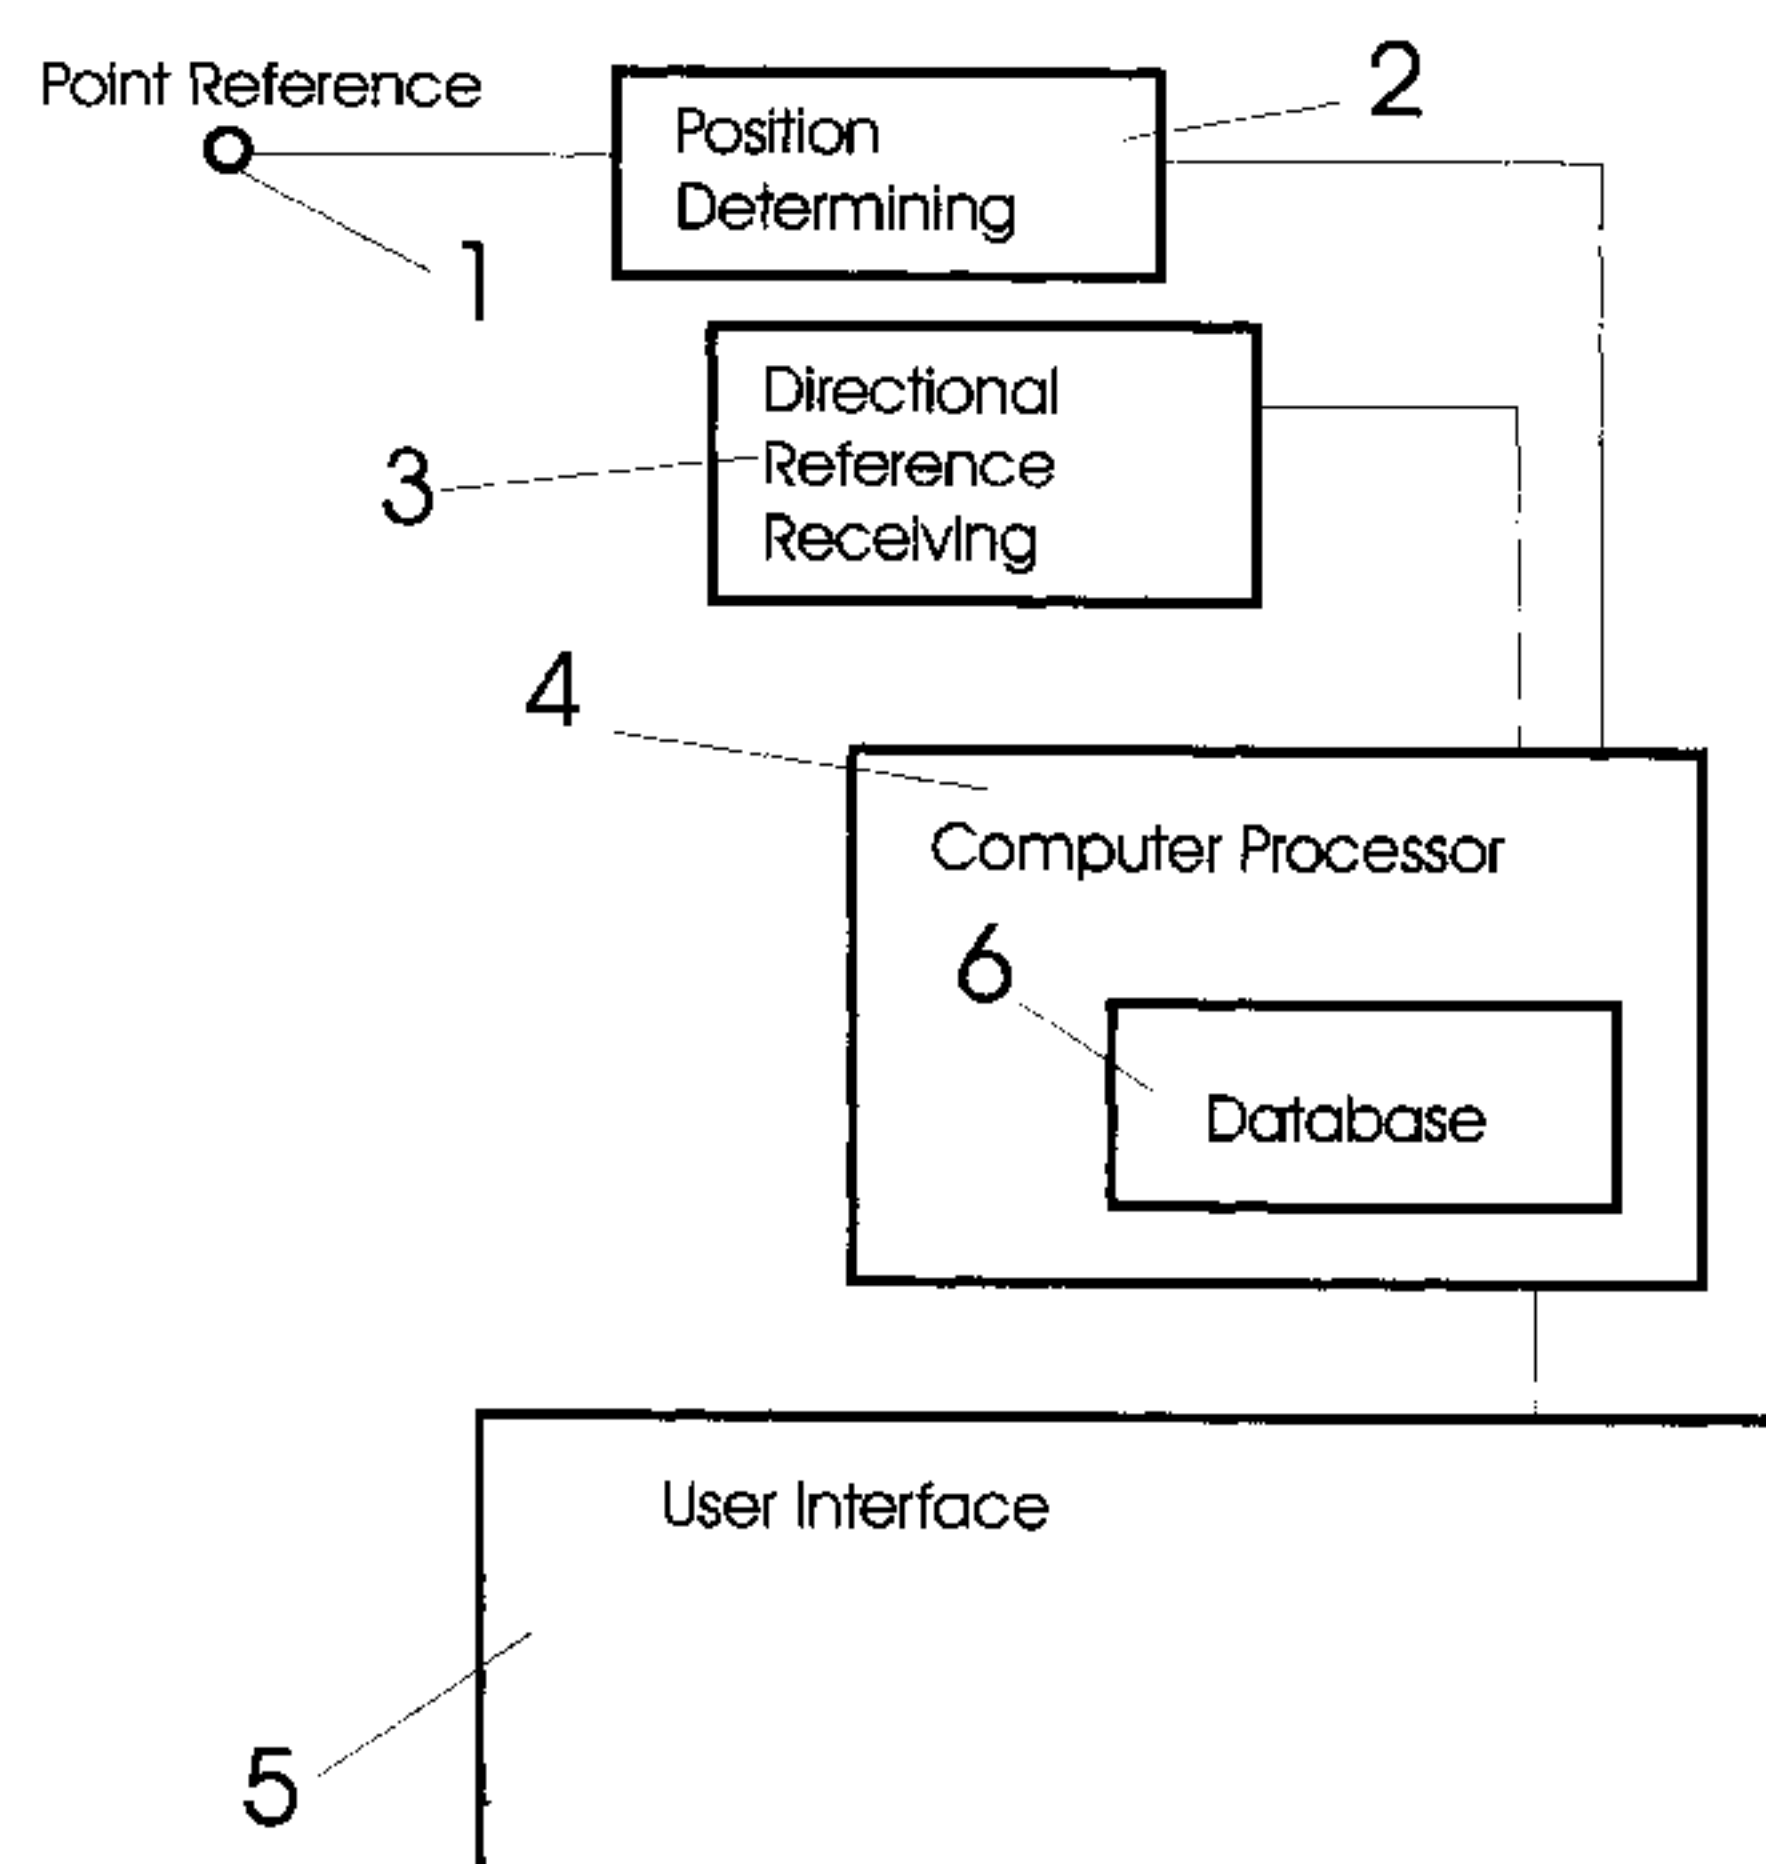 Point Reference
2
Position
Determining
1
Directional
3
Reference
Receiving
4
Computer Processor
6
Database
User Interface
5